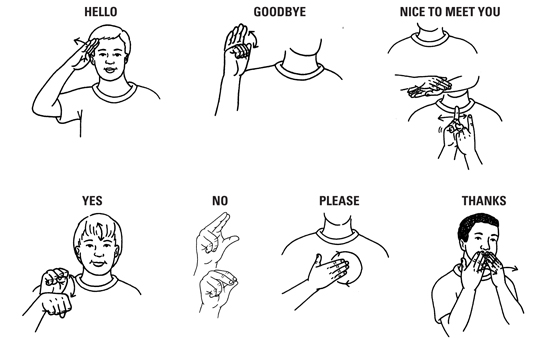 HELLO
GOODBYE
NICE TO MEET YOU
YES
NO
PLEASE
THANKS